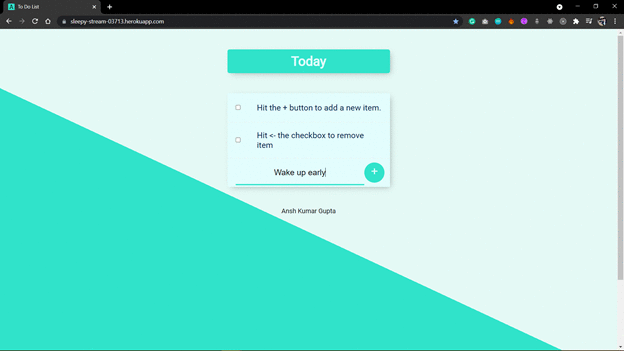 To Do List
sleepy-stream-03713.herokuapp.com
Today
Hit the + button to add a new item.
Hit <- the checkbox to remove
item
Wake up early
+
Ansh Kumar Gupta